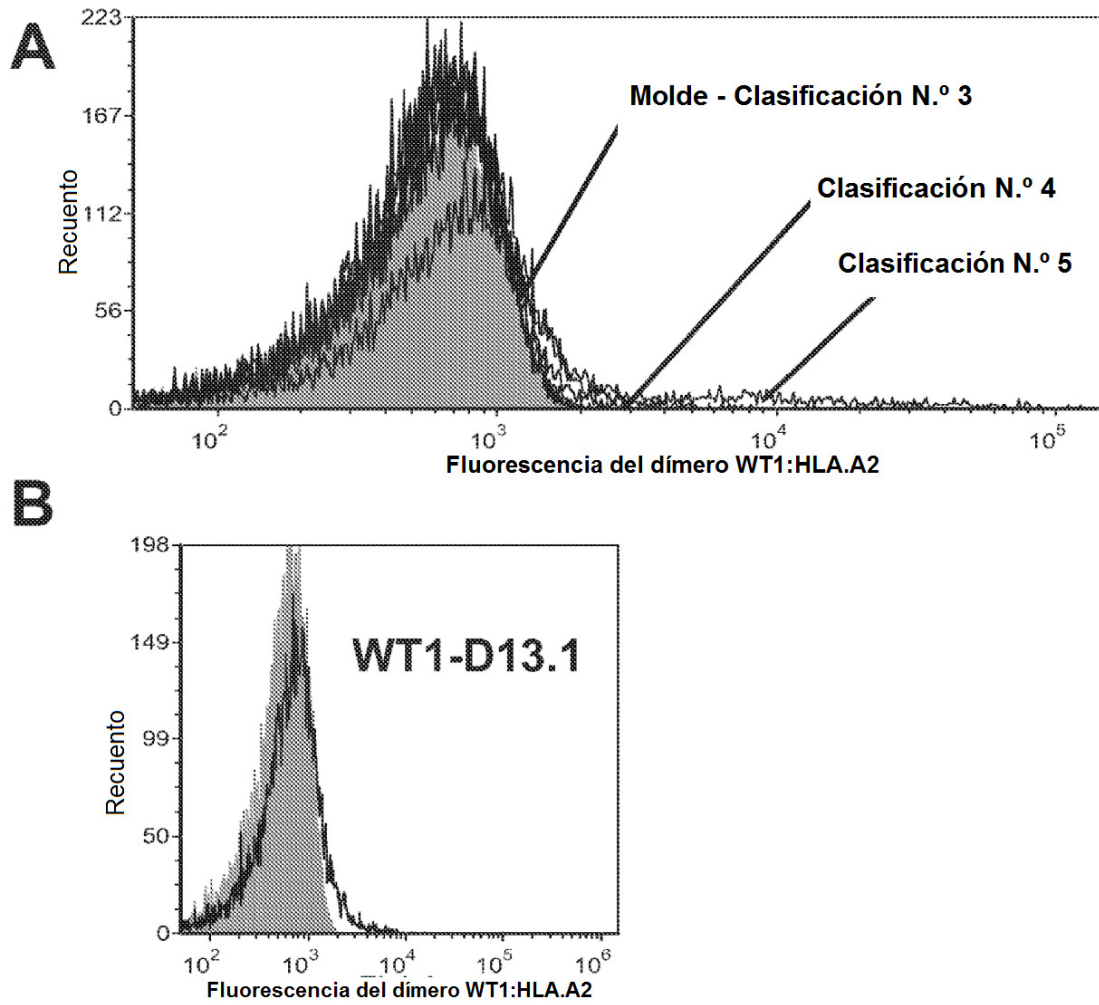 A
223
167
112
56
0
Recuento
Molde - Clasificación N.º 3
Clasificación N.º 4
Clasificación N.º 5
10²
10³
10⁴
10⁵
Fluorescencia del dímero WT1:HLA.A2
B
198
149
99
50
0
Recuento
WT1-D13.1
10²
10³
10⁴
10⁵
10⁶
Fluorescencia del dímero WT1:HLA.A2